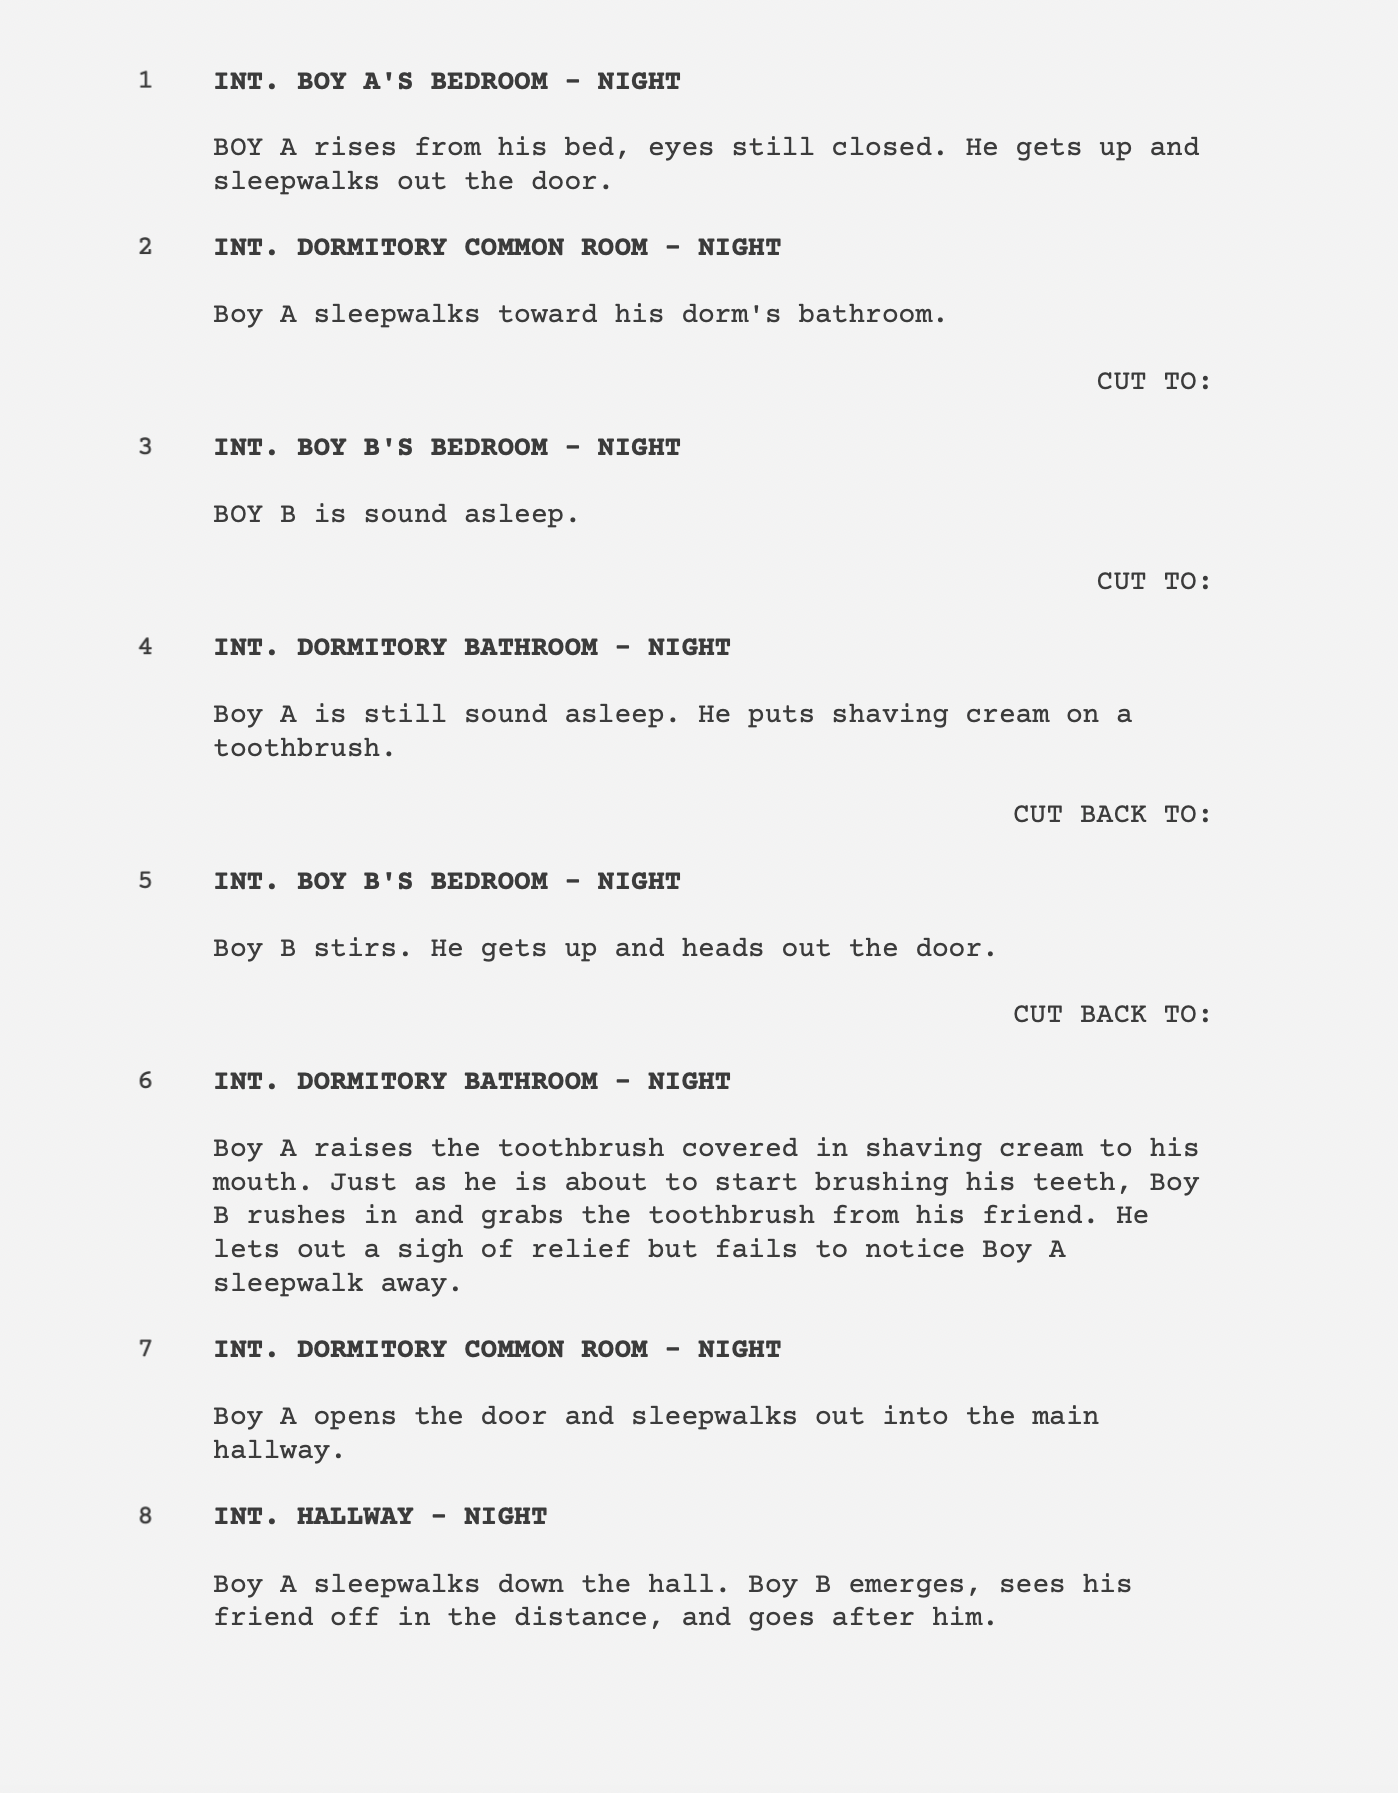 1 INT. BOY A'S BEDROOM - NIGHT
BOY A rises from his bed, eyes still closed. He gets up and
sleepwalks out the door.
2 INT. DORMITORY COMMON ROOM - NIGHT
Boy A sleepwalks toward his dorm's bathroom.
CUT TO:
3 INT. BOY B'S BEDROOM - NIGHT
BOY B is sound asleep.
CUT TO:
4 INT. DORMITORY BATHROOM - NIGHT
Boy A is still sound asleep. He puts shaving cream on a
toothbrush.
CUT BACK TO:
5 INT. BOY B'S BEDROOM - NIGHT
Boy B stirs. He gets up and heads out the door.
CUT BACK TO:
6 INT. DORMITORY BATHROOM - NIGHT
Boy A raises the toothbrush covered in shaving cream to his
mouth. Just as he is about to start brushing his teeth, Boy
B rushes in and grabs the toothbrush from his friend. He
lets out a sigh of relief but fails to notice Boy A
sleepwalk away.
7 INT. DORMITORY COMMON ROOM - NIGHT
Boy A opens the door and sleepwalks out into the main
hallway.
8 INT. HALLWAY - NIGHT
Boy A sleepwalks down the hall. Boy B emerges, sees his
friend off in the distance, and goes after him.